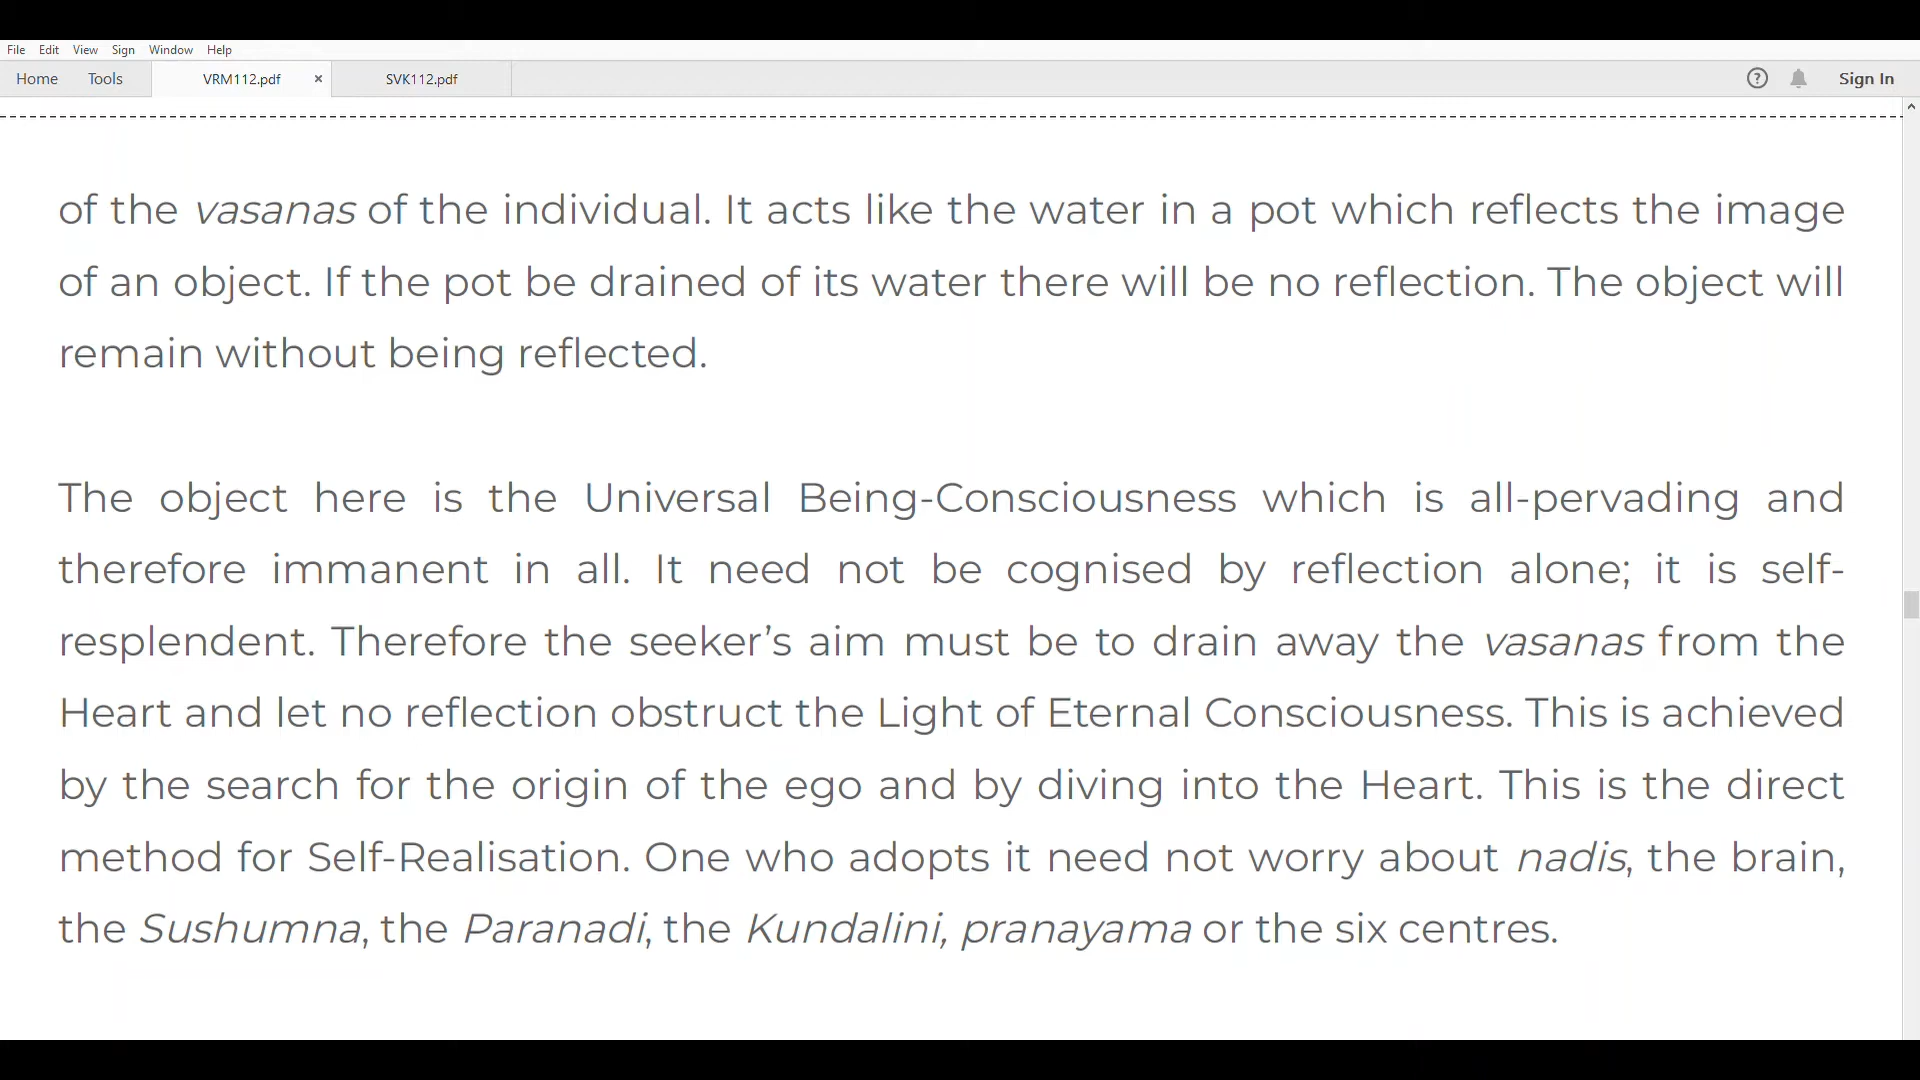 File Edit View Sign Window Help
Home Tools VRM112.pdf × SVK112.pdf ? Sign In
of the vasanas of the individual. It acts like the water in a pot which reflects the image
of an object. If the pot be drained of its water there will be no reflection. The object will
remain without being reflected.
The object here is the Universal Being-Consciousness which is all-pervading and
therefore immanent in all. It need not be cognised by reflection alone; it is self-
resplendent. Therefore the seeker’s aim must be to drain away the vasanas from the
Heart and let no reflection obstruct the Light of Eternal Consciousness. This is achieved
by the search for the origin of the ego and by diving into the Heart. This is the direct
method for Self-Realisation. One who adopts it need not worry about nadis, the brain,
the Sushumna, the Paranadi, the Kundalini, pranayama or the six centres.